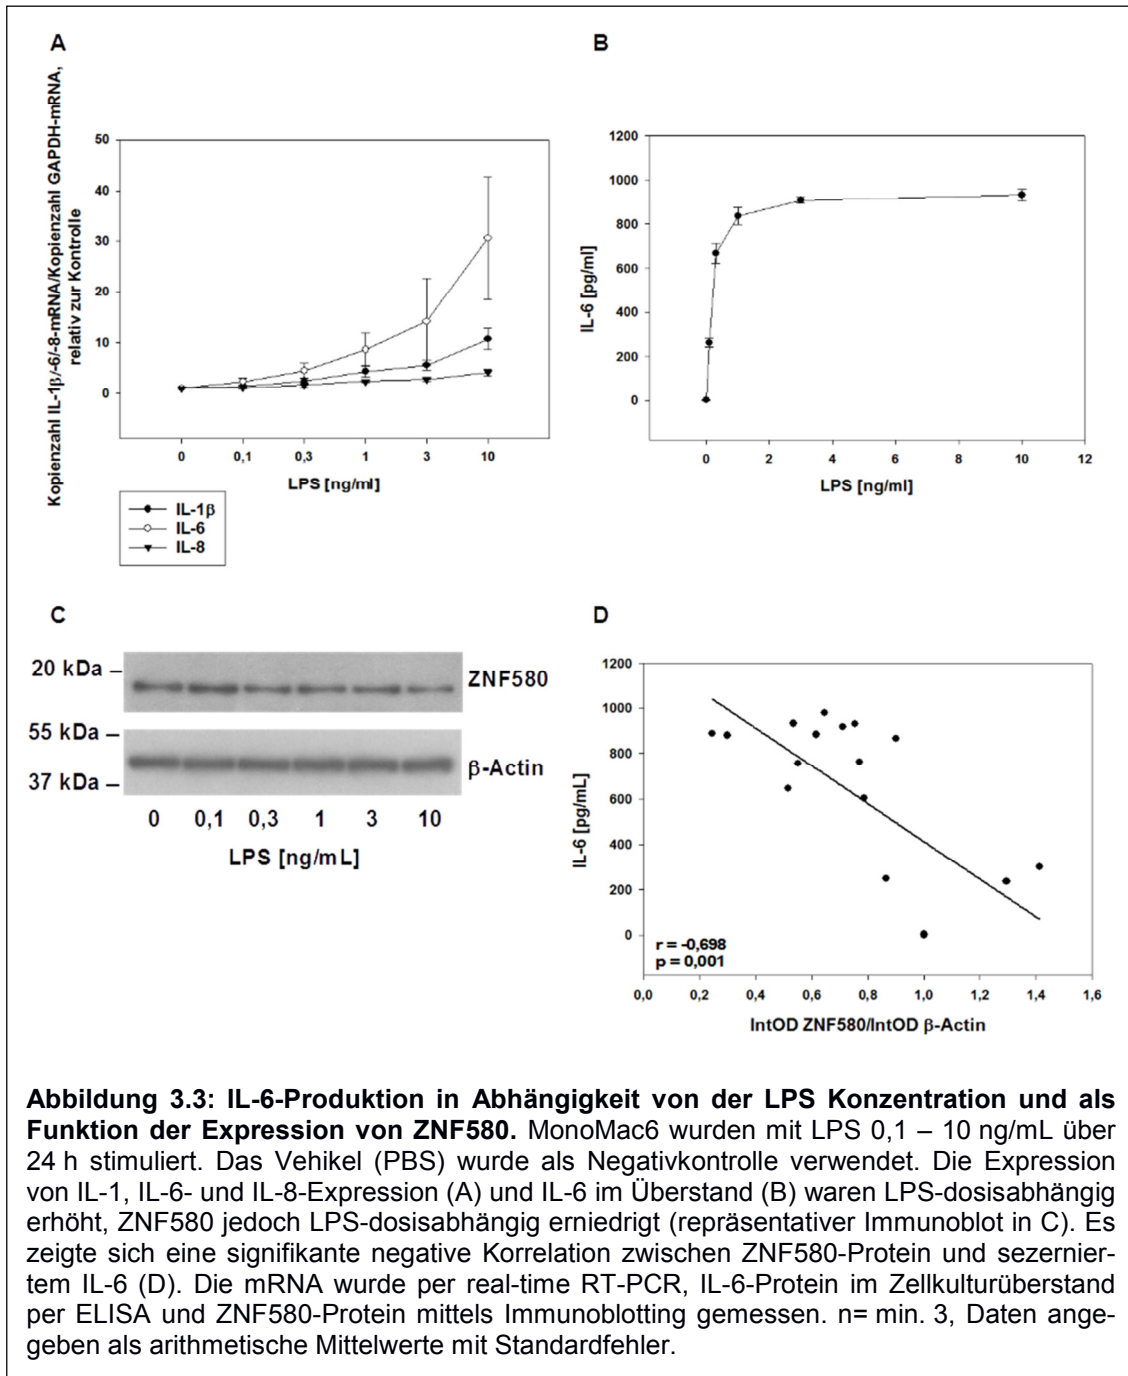 A
Kopienzahl IL-1β/-6/-8-mRNA/Kopienzahl GAPDH-mRNA,
relativ zur Kontrolle
50
40
30
20
10
0
0 0,1 0,3 1 3 10
LPS [ng/ml]
IL-1β
IL-6
IL-8
B
IL-6 [pg/ml]
1200
1000
800
600
400
200
0
0 2 4 6 8 10 12
LPS [ng/ml]
C
20 kDa –
ZNF580
55 kDa –
β-Actin
37 kDa –
0 0,1 0,3 1 3 10
LPS [ng/mL]
D
IL-6 [pg/mL]
1200
1000
800
600
400
200
0
r = -0,698
p = 0,001
0,0 0,2 0,4 0,6 0,8 1,0 1,2 1,4 1,6
IntOD ZNF580/IntOD β-Actin
Abbildung 3.3: IL-6-Produktion in Abhängigkeit von der LPS Konzentration und als
Funktion der Expression von ZNF580. MonoMac6 wurden mit LPS 0,1 – 10 ng/mL über
24 h stimuliert. Das Vehikel (PBS) wurde als Negativkontrolle verwendet. Die Expression
von IL-1, IL-6- und IL-8-Expression (A) und IL-6 im Überstand (B) waren LPS-dosisabhängig
erhöht, ZNF580 jedoch LPS-dosisabhängig erniedrigt (repräsentativer Immunoblot in C). Es
zeigte sich eine signifikante negative Korrelation zwischen ZNF580-Protein und sezernier-
tem IL-6 (D). Die mRNA wurde per real-time RT-PCR, IL-6-Protein im Zellkulturüberstand
per ELISA und ZNF580-Protein mittels Immunoblotting gemessen. n= min. 3, Daten ange-
geben als arithmetische Mittelwerte mit Standardfehler.